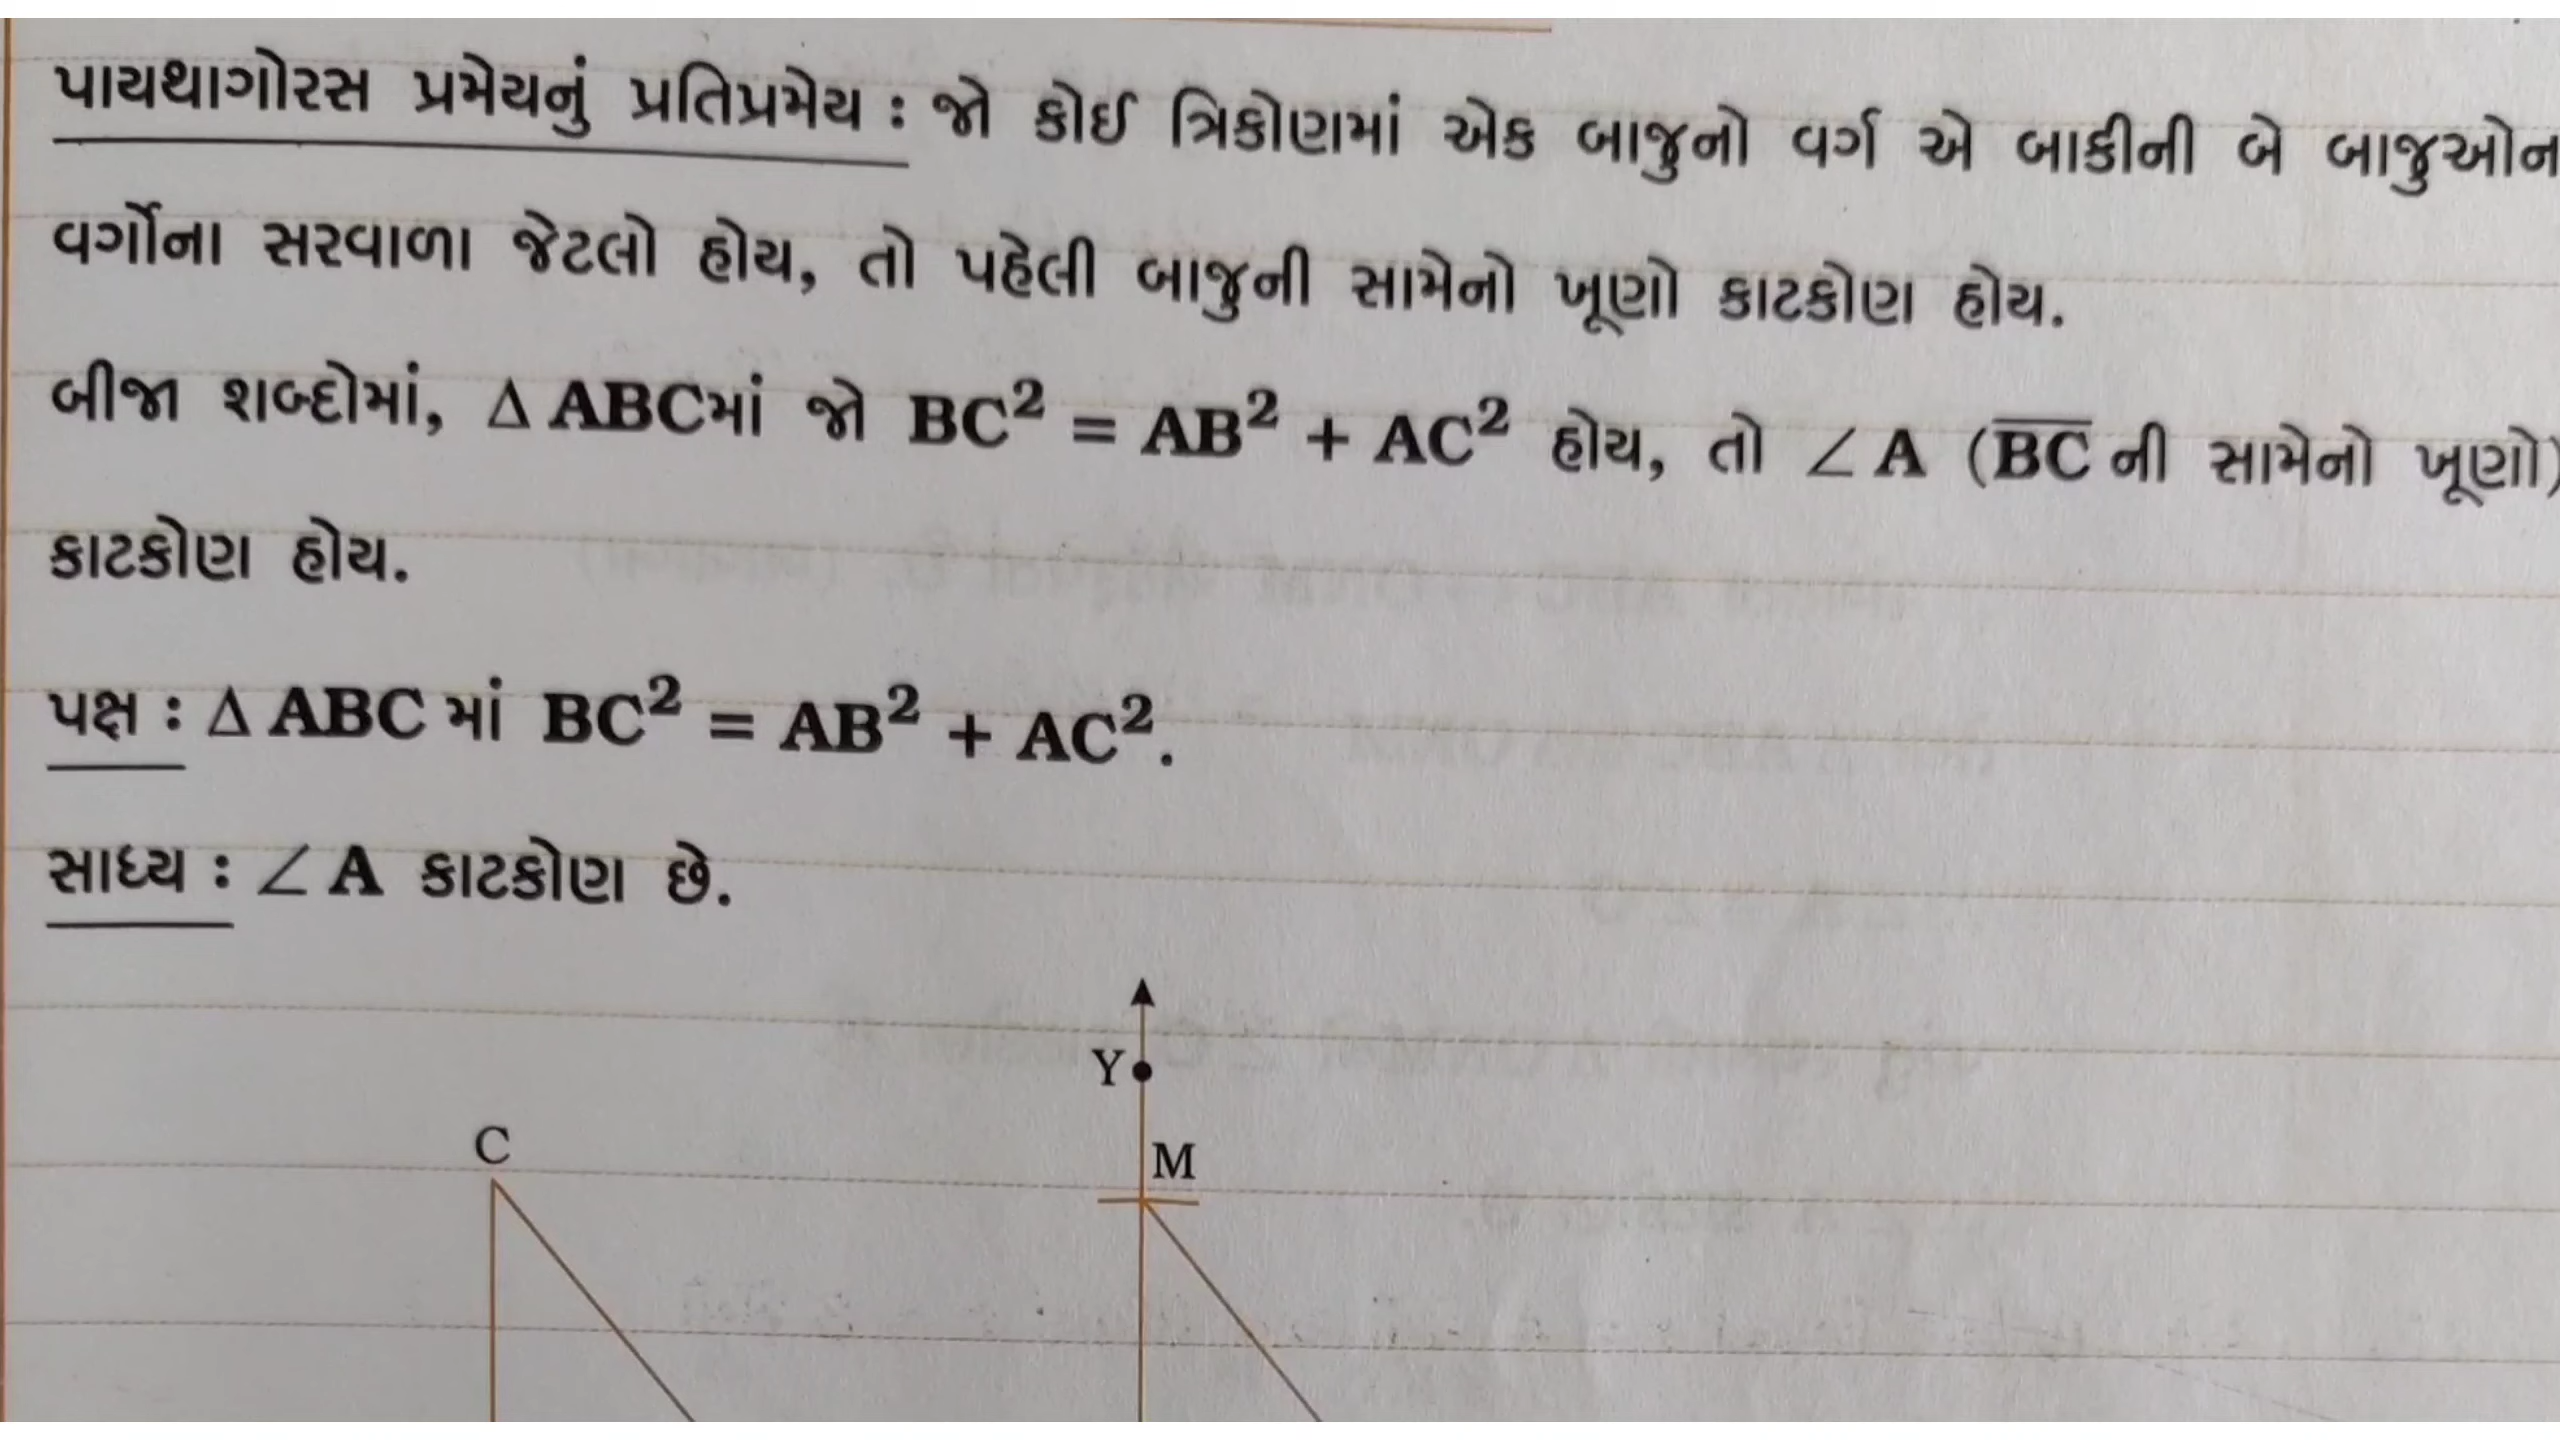 પાયથાગોરસ પ્રમેયનું પ્રતિપ્રમેય : જો કોઈ ત્રિકોણમાં એક બાજુનો વર્ગ એ બાકીની બે બાજુઓન
વર્ગોના સરવાળા જેટલો હોય, તો પહેલી બાજુની સામેનો ખૂણો કાટકોણ હોય.
બીજા શબ્દોમાં, Δ ABCમાં જો BC² = AB² + AC² હોય, તો ∠A (B̅C̅ ની સામેનો ખૂણો)
કાટકોણ હોય.
પક્ષ : Δ ABC માં BC² = AB² + AC².
સાધ્ય : ∠A કાટકોણ છે.
Y
C
M